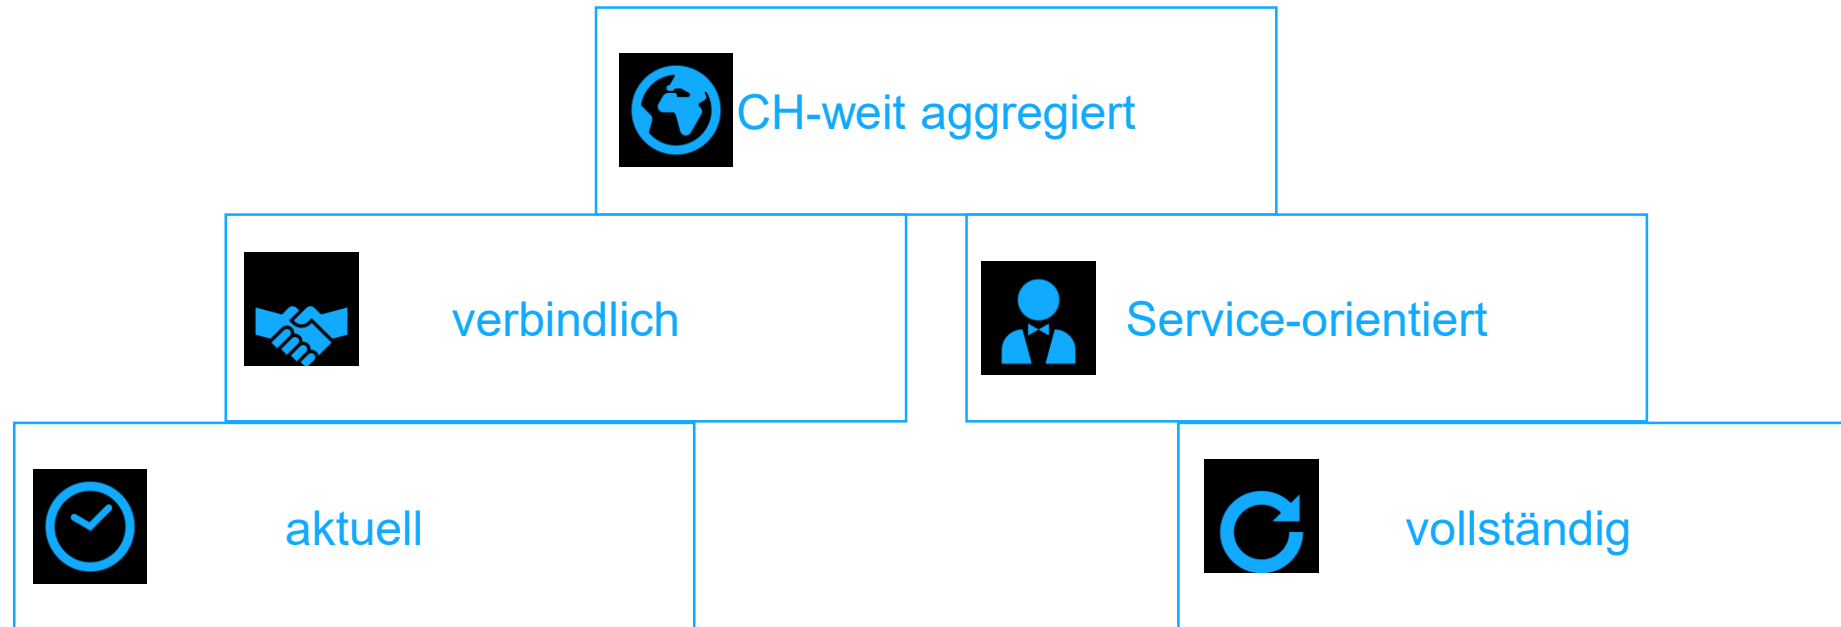 CH-weit aggregiert
verbindlich
Service-orientiert
aktuell
vollständig